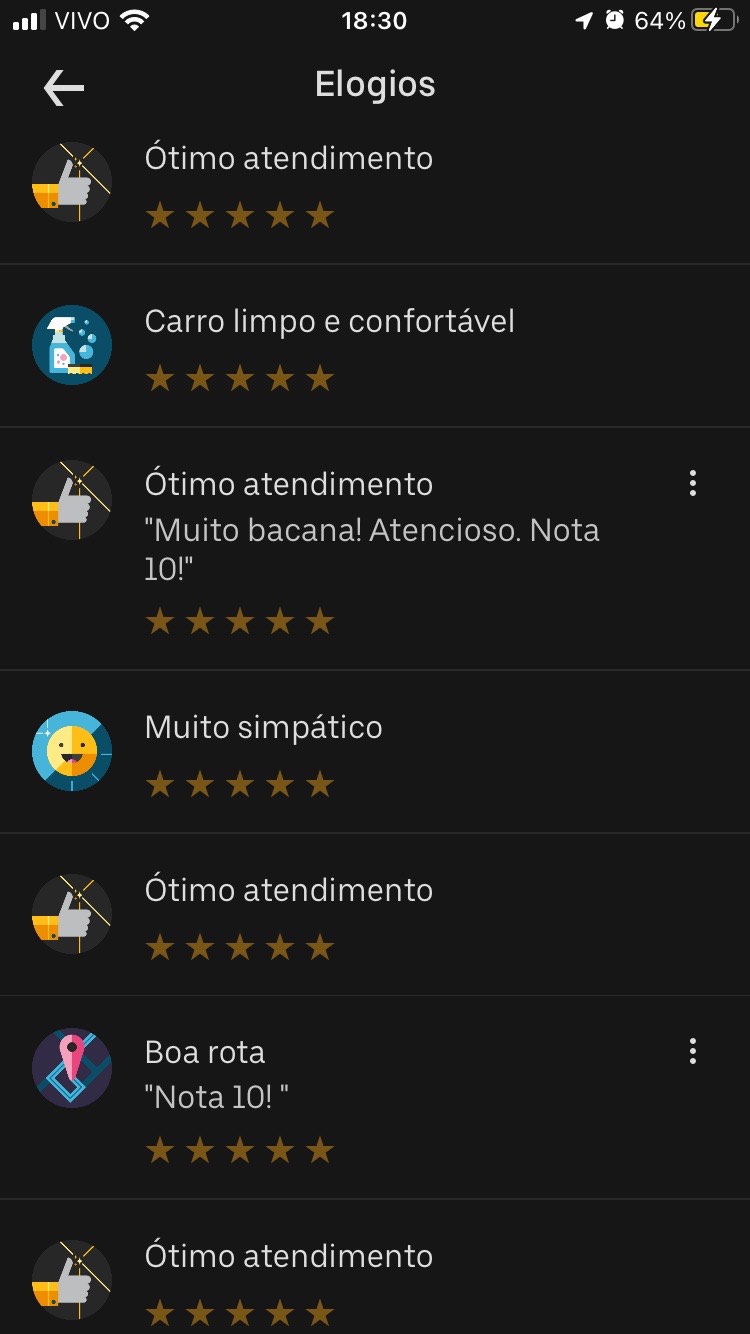 VIVO 18:30 64%
Elogios
Ótimo atendimento
Carro limpo e confortável
Ótimo atendimento
"Muito bacana! Atencioso. Nota
10!"
Muito simpático
Ótimo atendimento
Boa rota
"Nota 10! "
Ótimo atendimento